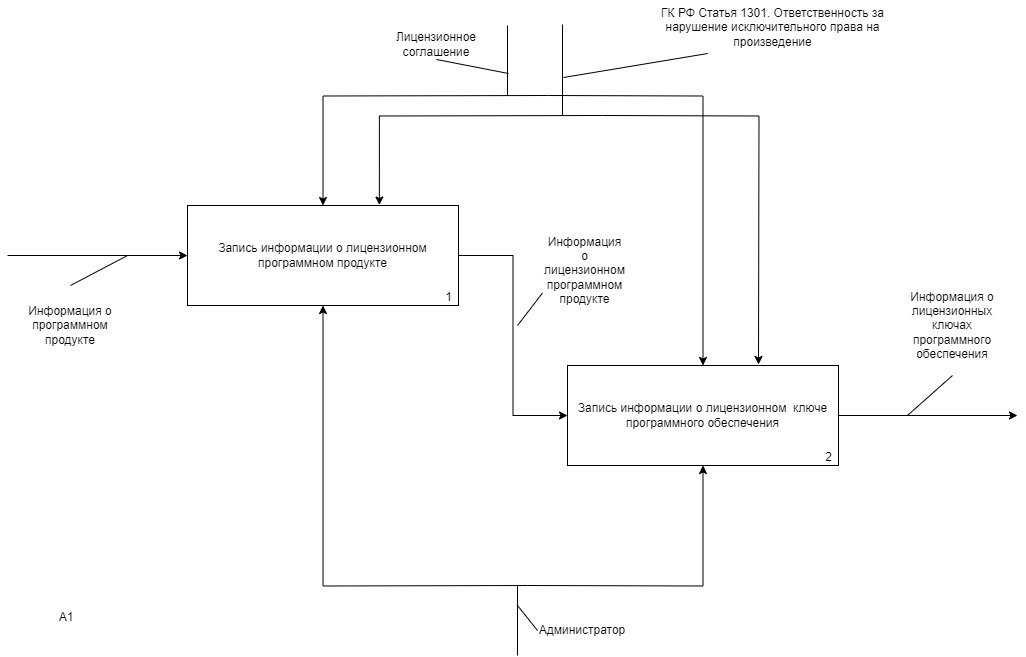 ГК РФ Статья 1301. Ответственность за
нарушение исключительного права на
произведение
Лицензионное
соглашение
Запись информации о лицензионном
программном продукте
1
Информация о
программном
продукте
Информация
о
лицензионном
программном
продукте
Информация о
лицензионных
ключах
программного
обеспечения
Запись информации о лицензионном  ключе
программного обеспечения
2
А1
Администратор